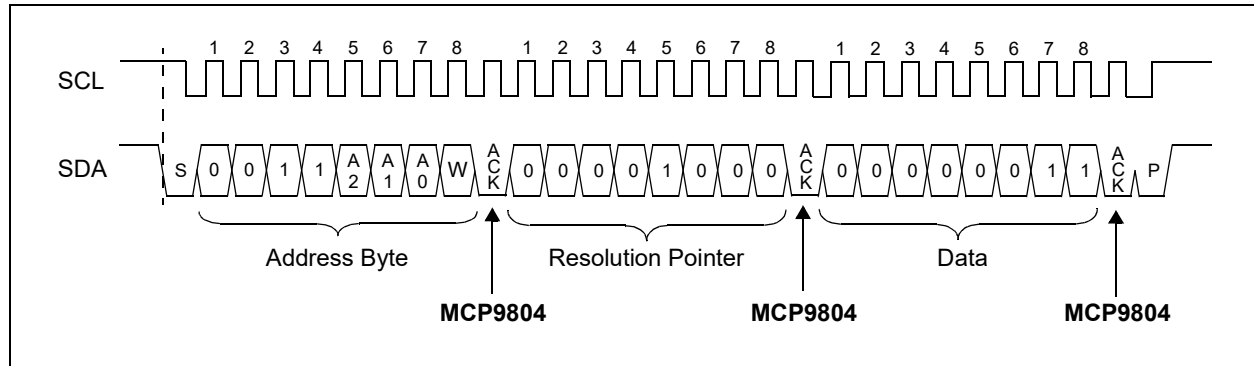 1 2 3 4 5 6 7 8 1 2 3 4 5 6 7 8 1 2 3 4 5 6 7 8
SCL
SDA S 0 0 1 1 A2 A1 A0 W ACK 0 0 0 0 1 0 0 0 ACK 0 0 0 0 0 0 1 1 ACK P
Address Byte Resolution Pointer Data
MCP9804 MCP9804 MCP9804